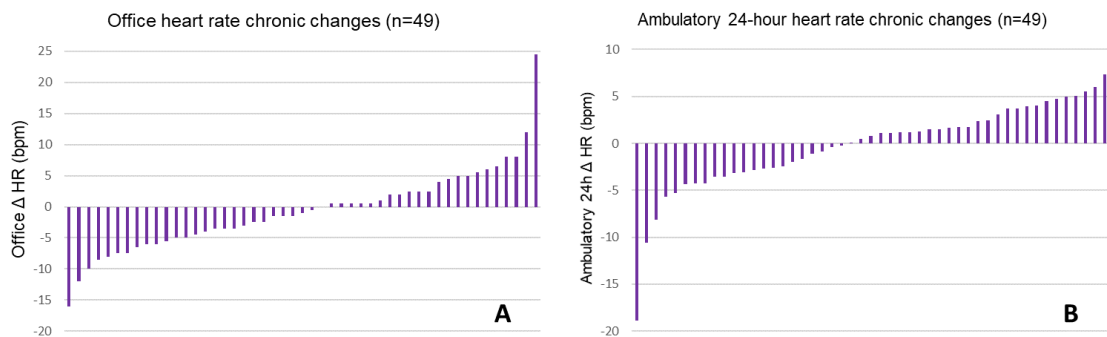 Office heart rate chronic changes (n=49)
25
20
15
10
5
0
-5
-10
-15
-20
Office Δ HR (bpm)
A
Ambulatory 24-hour heart rate chronic changes (n=49)
10
5
0
-5
-10
-15
-20
Ambulatory 24h Δ HR (bpm)
B